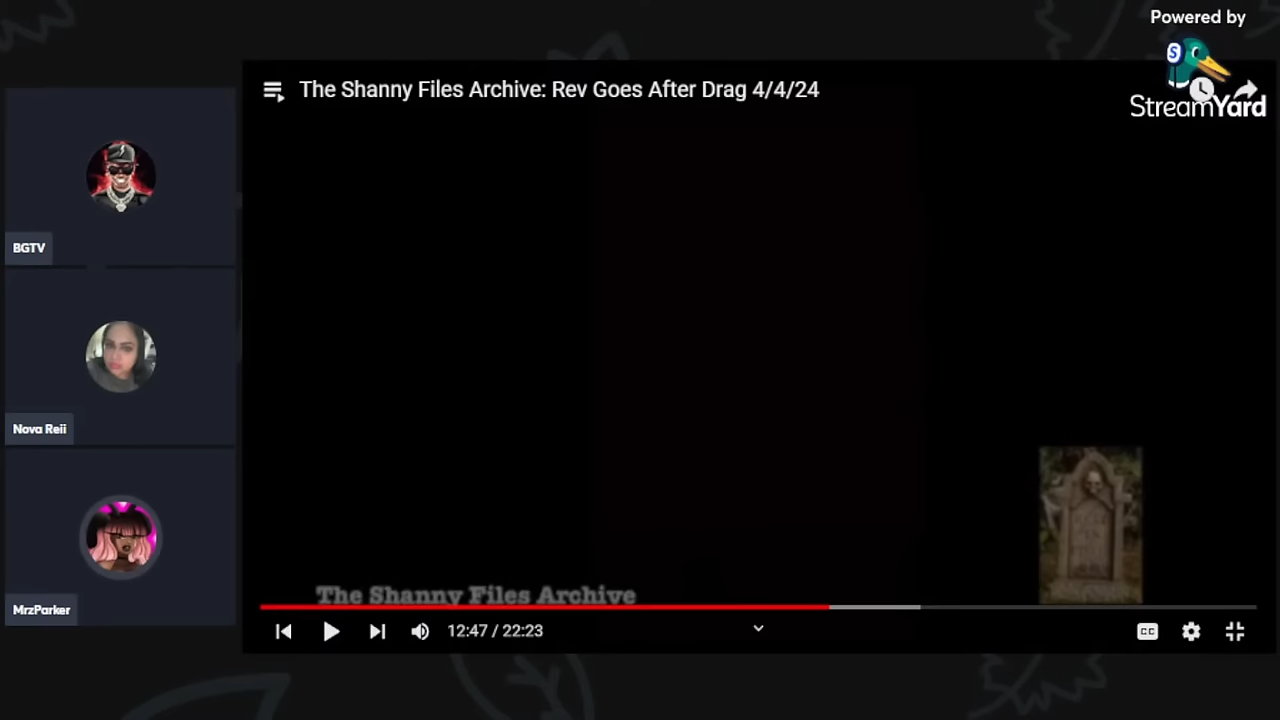 Powered by
S
StreamYard
The Shanny Files Archive: Rev Goes After Drag 4/4/24
BGTV
Nova Reii
MrzParker
The Shanny Files Archive
12:47 / 22:23
CC